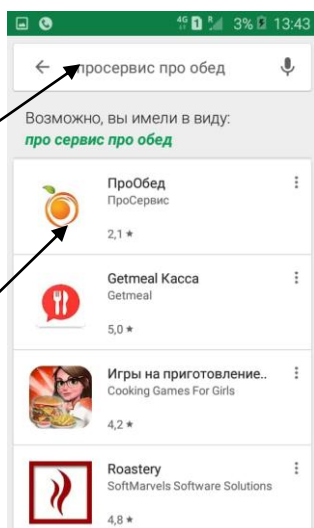 4G 1 3% 13:43
просервис про обед
Возможно, вы имели в виду:
про сервис про обед
ПроОбед
ПроСервис
2,1 ★
Getmeal Касса
Getmeal
5,0 ★
Игры на приготовление..
Cooking Games For Girls
4,2 ★
Roastery
SoftMarvels Software Solutions
4,8 ★